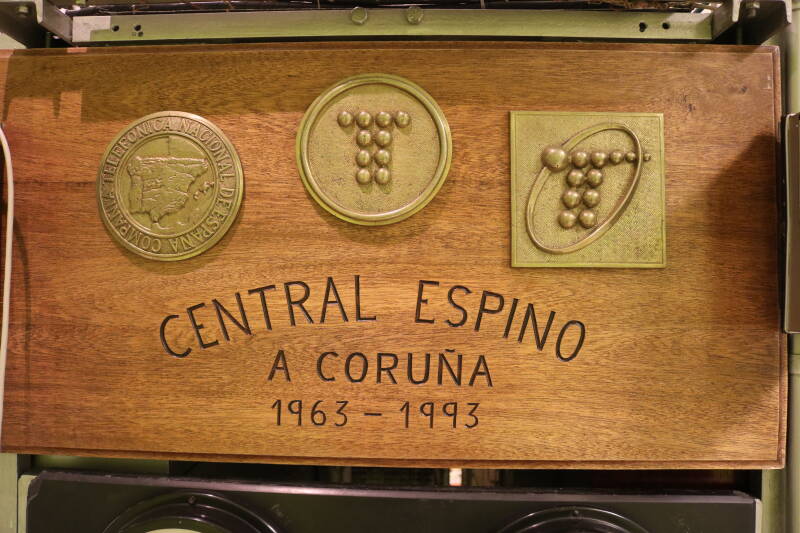 COMPAÑIA TELEFONICA NACIONAL DE ESPAÑA
CENTRAL ESPINO
A CORUÑA
1963 – 1993